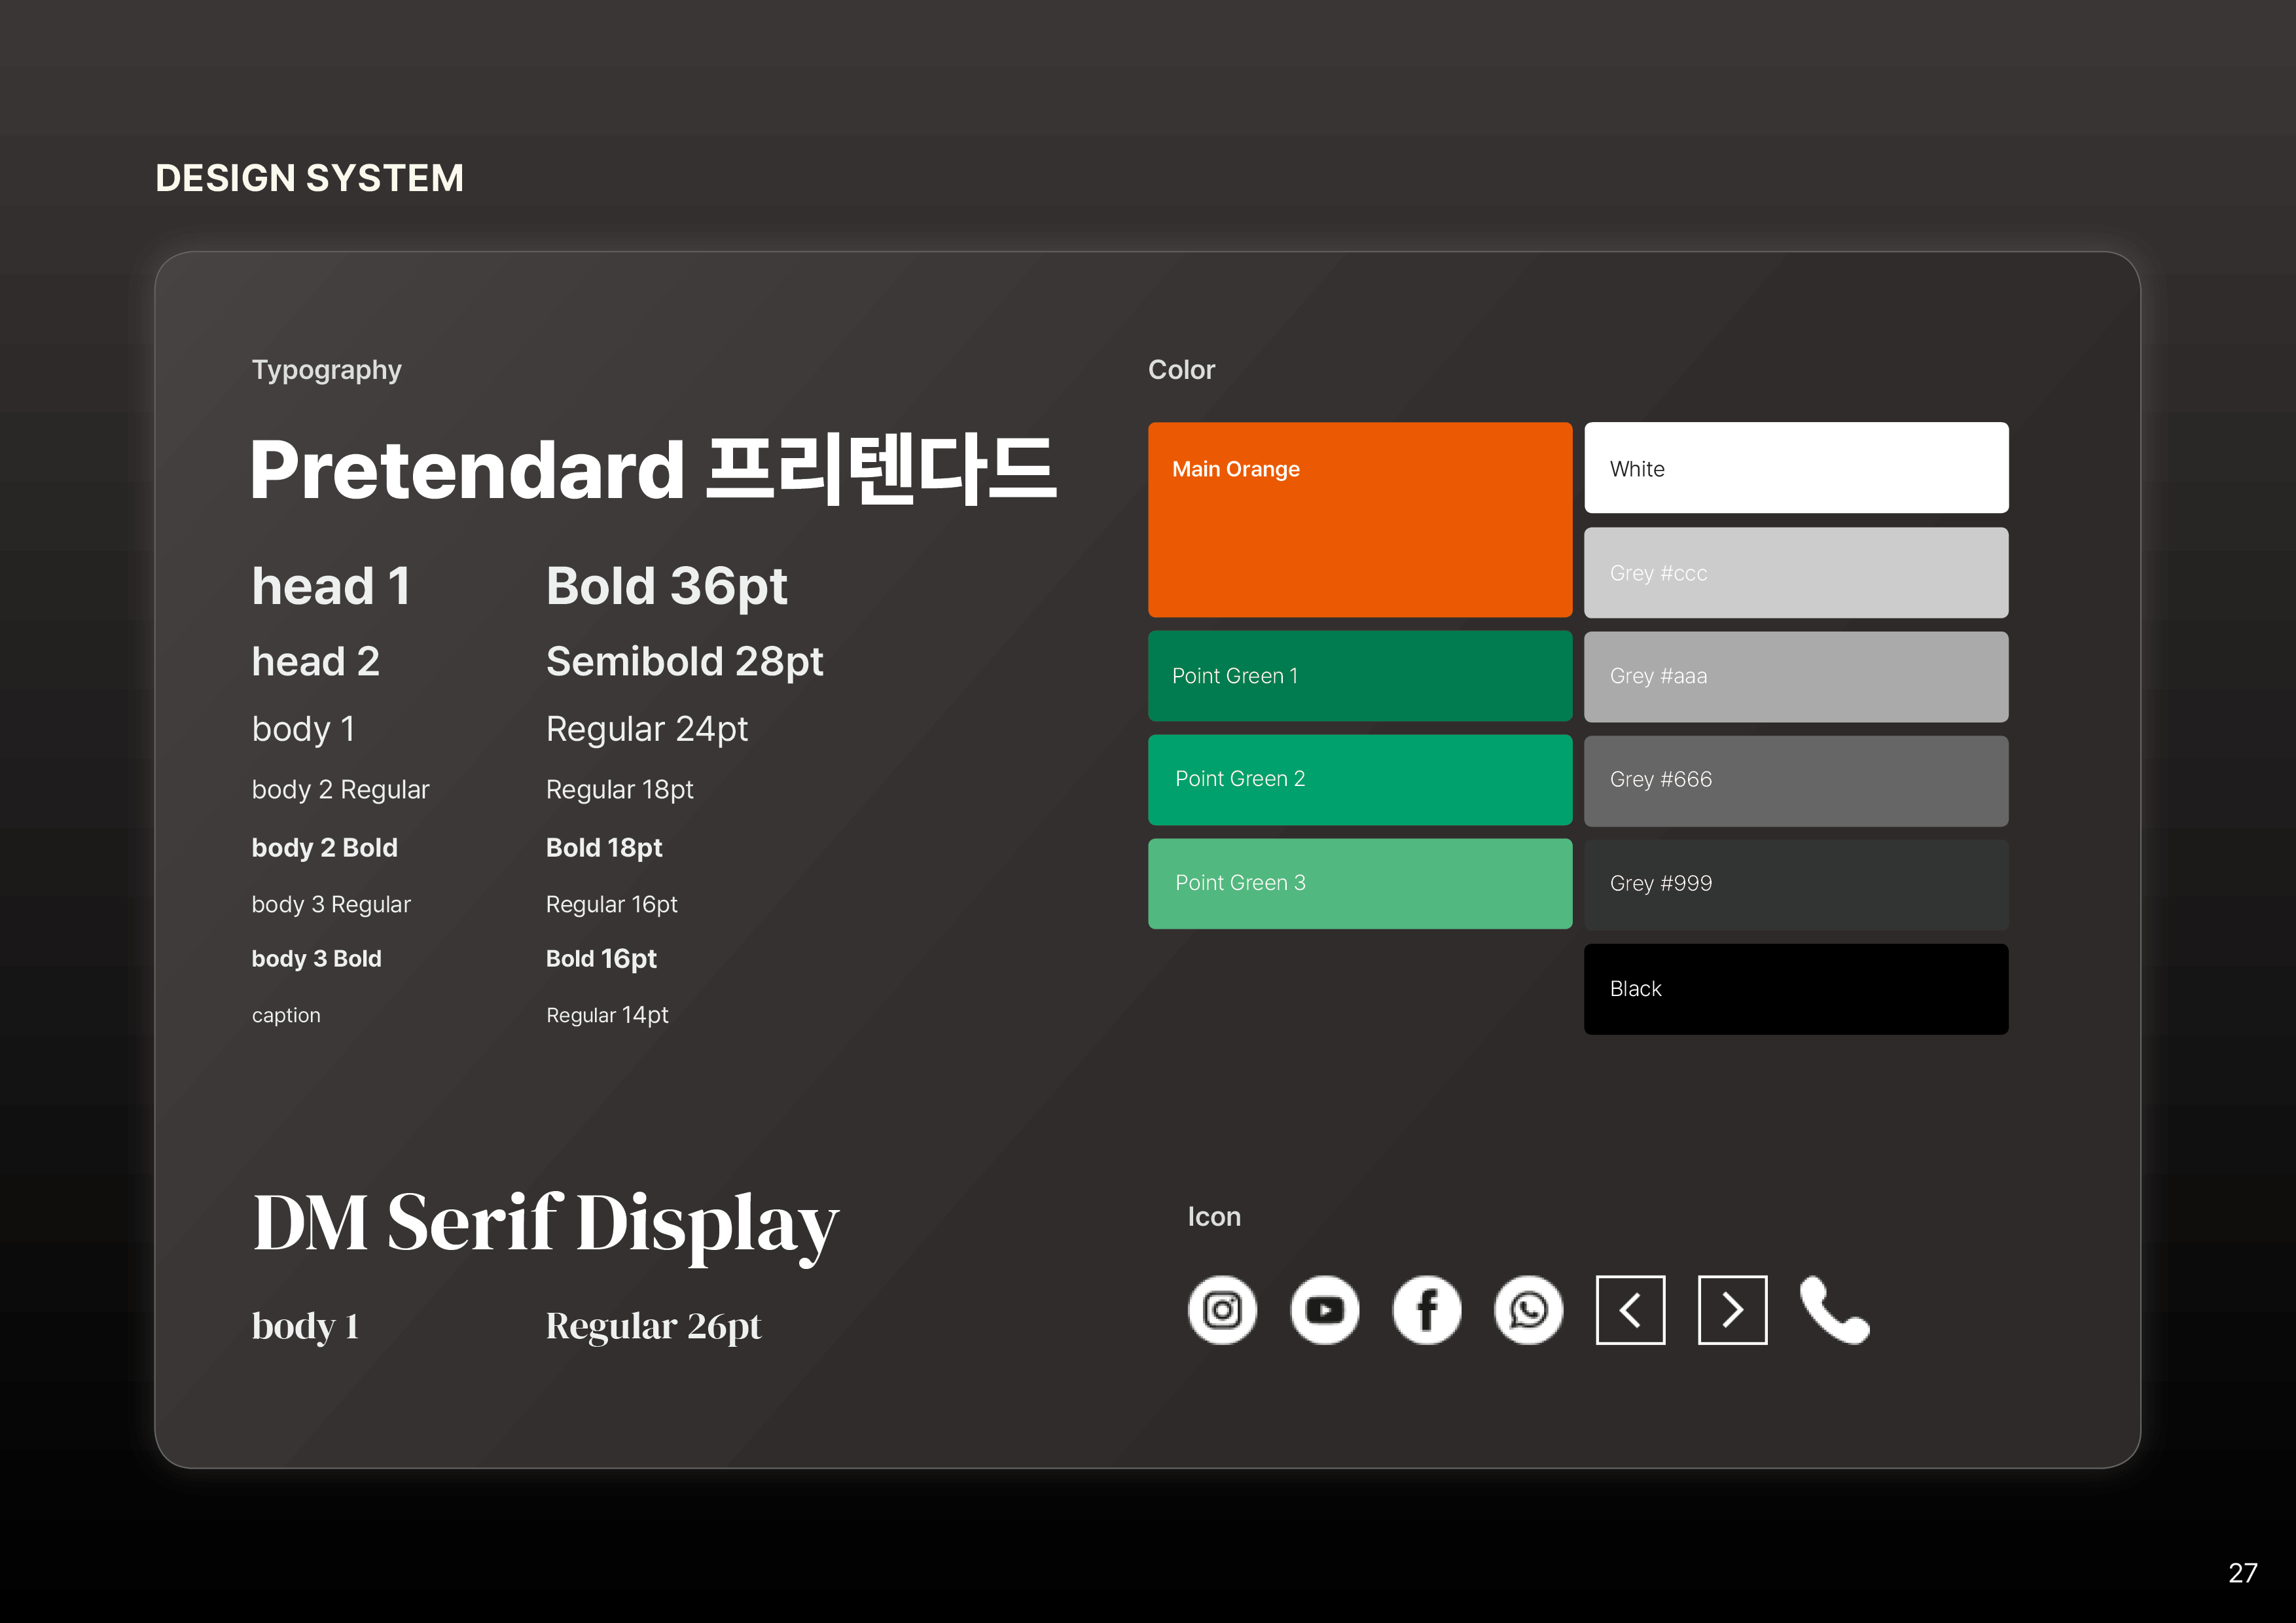 DESIGN SYSTEM
Typography
Pretendard 프리텐다드
head 1 Bold 36pt
head 2 Semibold 28pt
body 1 Regular 24pt
body 2 Regular Regular 18pt
body 2 Bold Bold 18pt
body 3 Regular Regular 16pt
body 3 Bold Bold 16pt
caption Regular 14pt
DM Serif Display
body 1 Regular 26pt
Color
Main Orange
Point Green 1
Point Green 2
Point Green 3
White
Grey #ccc
Grey #aaa
Grey #666
Grey #999
Black
Icon
27